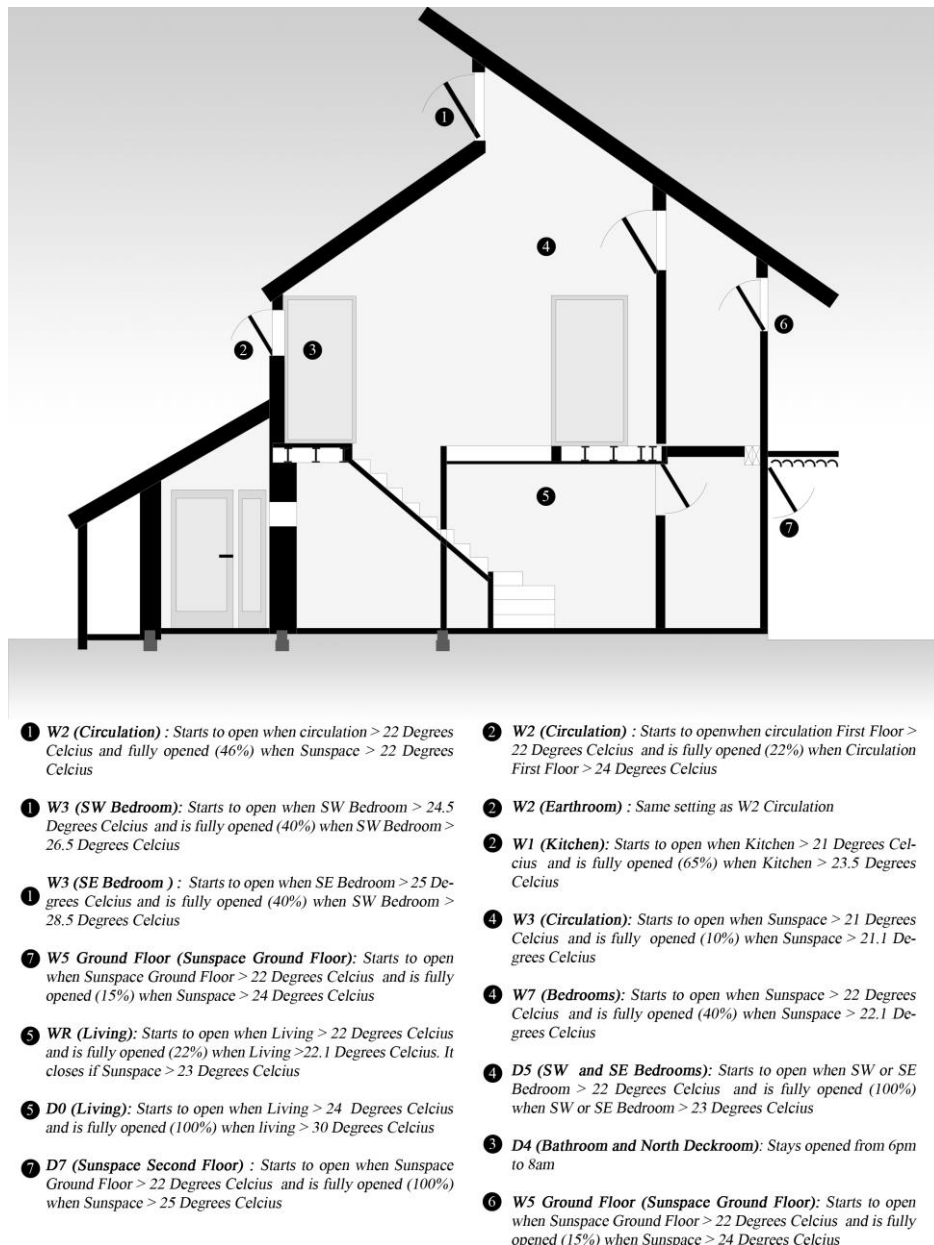 1
2
3
4
5
6
7
1 W2 (Circulation) : Starts to open when circulation > 22 Degrees
Celcius and fully opened (46%) when Sunspace > 22 Degrees
Celcius
1 W3 (SW Bedroom): Starts to open when SW Bedroom > 24.5
Degrees Celcius and is fully opened (40%) when SW Bedroom >
26.5 Degrees Celcius
1 W3 (SE Bedroom ) : Starts to open when SE Bedroom > 25 De-
grees Celcius and is fully opened (40%) when SW Bedroom >
28.5 Degrees Celcius
7 W5 Ground Floor (Sunspace Ground Floor): Starts to open
when Sunspace Ground Floor > 22 Degrees Celcius and is fully
opened (15%) when Sunspace > 24 Degrees Celcius
5 WR (Living): Starts to open when Living > 22 Degrees Celcius
and is fully opened (22%) when Living >22.1 Degrees Celcius. It
closes if Sunspace > 23 Degrees Celcius
5 D0 (Living): Starts to open when Living > 24 Degrees Celcius
and is fully opened (100%) when living > 30 Degrees Celcius
7 D7 (Sunspace Second Floor) : Starts to open when Sunspace
Ground Floor > 22 Degrees Celcius and is fully opened (100%)
when Sunspace > 25 Degrees Celcius
2 W2 (Circulation) : Starts to openwhen circulation First Floor >
22 Degrees Celcius and is fully opened (22%) when Circulation
First Floor > 24 Degrees Celcius
2 W2 (Earthroom) : Same setting as W2 Circulation
2 W1 (Kitchen): Starts to open when Kitchen > 21 Degrees Cel-
cius and is fully opened (65%) when Kitchen > 23.5 Degrees
Celcius
4 W3 (Circulation): Starts to open when Sunspace > 21 Degrees
Celcius and is fully opened (10%) when Sunspace > 21.1 De-
grees Celcius
4 W7 (Bedrooms): Starts to open when Sunspace > 22 Degrees
Celcius and is fully opened (40%) when Sunspace > 22.1 De-
grees Celcius
4 D5 (SW and SE Bedrooms): Starts to open when SW or SE
Bedroom > 22 Degrees Celcius and is fully opened (100%)
when SW or SE Bedroom > 23 Degrees Celcius
3 D4 (Bathroom and North Deckroom): Stays opened from 6pm
to 8am
6 W5 Ground Floor (Sunspace Ground Floor): Starts to open
when Sunspace Ground Floor > 22 Degrees Celcius and is fully
opened (15%) when Sunspace > 24 Degrees Celcius